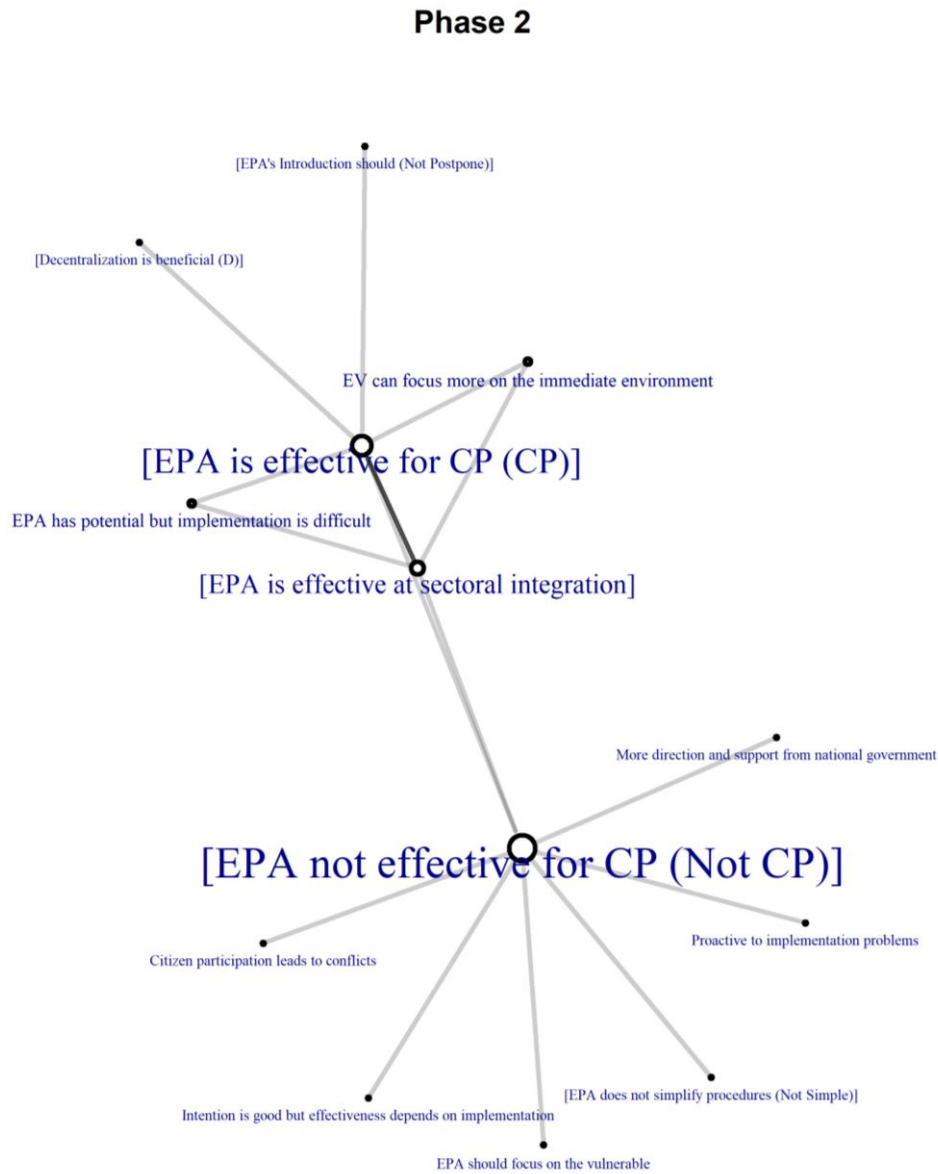 Phase 2
[EPA's Introduction should (Not Postpone)]
[Decentralization is beneficial (D)]
EV can focus more on the immediate environment
[EPA is effective for CP (CP)]
EPA has potential but implementation is difficult
[EPA is effective at sectoral integration]
More direction and support from national government
[EPA not effective for CP (Not CP)]
Proactive to implementation problems
Citizen participation leads to conflicts
[EPA does not simplify procedures (Not Simple)]
Intention is good but effectiveness depends on implementation
EPA should focus on the vulnerable